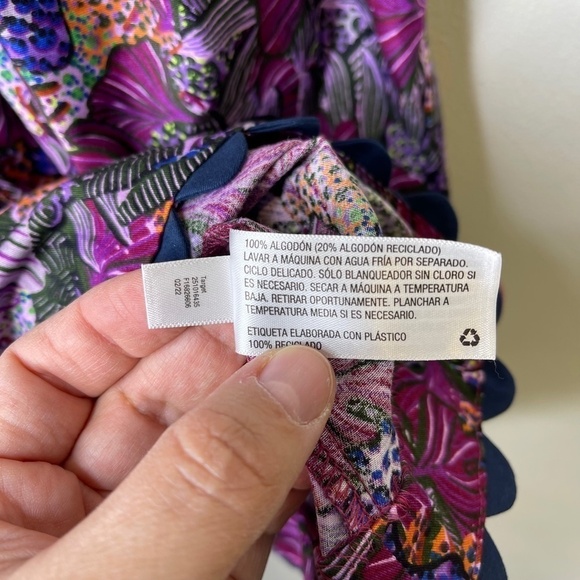 100% ALGODÓN (20% ALGODÓN RECICLADO)
LAVAR A MÁQUINA CON AGUA FRÍA POR SEPARADO.
CICLO DELICADO. SÓLO BLANQUEADOR SIN CLORO SI
ES NECESARIO. SECAR A MÁQUINA A TEMPERATURA
BAJA. RETIRAR OPORTUNAMENTE. PLANCHAR A
TEMPERATURA MEDIA SI ES NECESARIO.
ETIQUETA ELABORADA CON PLÁSTICO
100% RECICLADO
Target
02/22